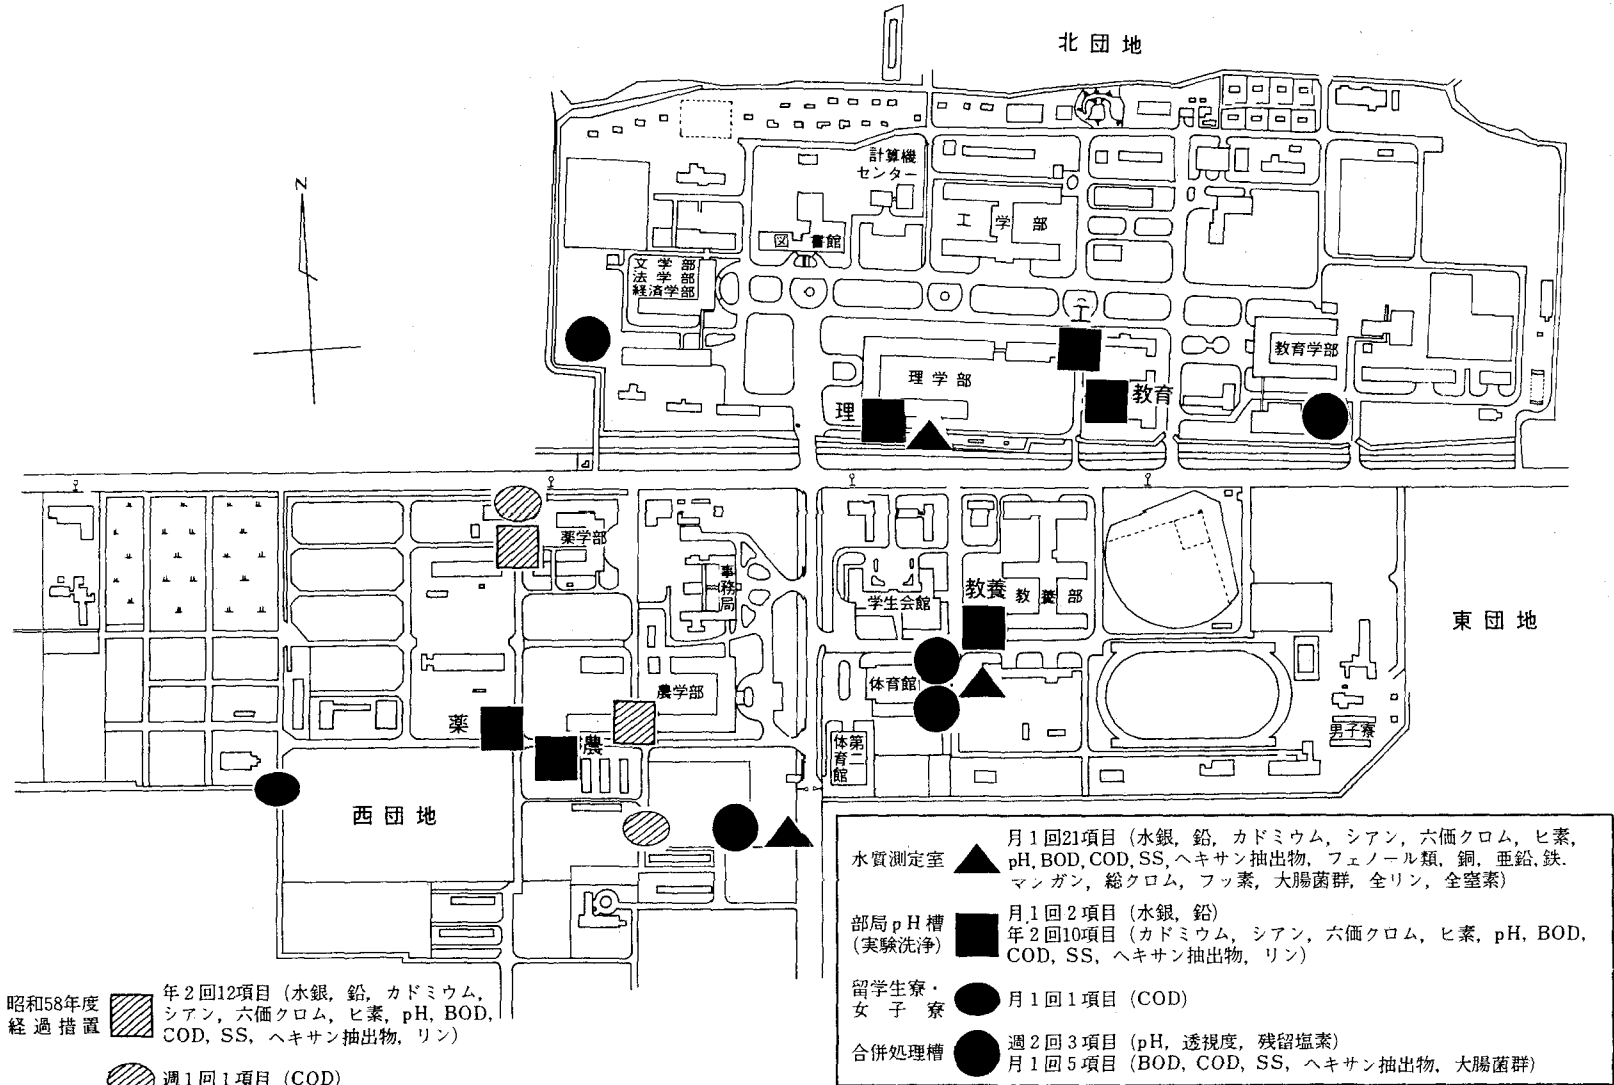 北団地
N
計算機
センター
工学部
図書館
文学部
法学部
経済学部
工
教育学部
理学部
教育
理
薬学部
事務局
学生会館
教養
教養部
東団地
体育館
農学部
薬
農
第二
体育館
男子寮
西団地
水質測定室
月1回21項目（水銀，鉛，カドミウム，シアン，六価クロム，ヒ素，
pH, BOD, COD, SS, ヘキサン抽出物，フェノール類，銅，亜鉛, 鉄.
マンガン，総クロム，フッ素，大腸菌群，全リン，全窒素）
部局pH槽
(実験洗浄)
月1回2項目（水銀，鉛）
年2回10項目（カドミウム，シアン，六価クロム，ヒ素，pH, BOD,
COD, SS, ヘキサン抽出物，リン）
留学生寮・
女子寮
月1回1項目 (COD)
合併処理槽
週2回3項目 (pH，透視度，残留塩素)
月1回5項目 (BOD, COD, SS, ヘキサン抽出物，大腸菌群)
昭和58年度
経過措置
年2回12項目（水銀，鉛，カドミウム，
シアン，六価クロム，ヒ素，pH, BOD,
COD, SS, ヘキサン抽出物，リン）
週1回1項目 (COD)